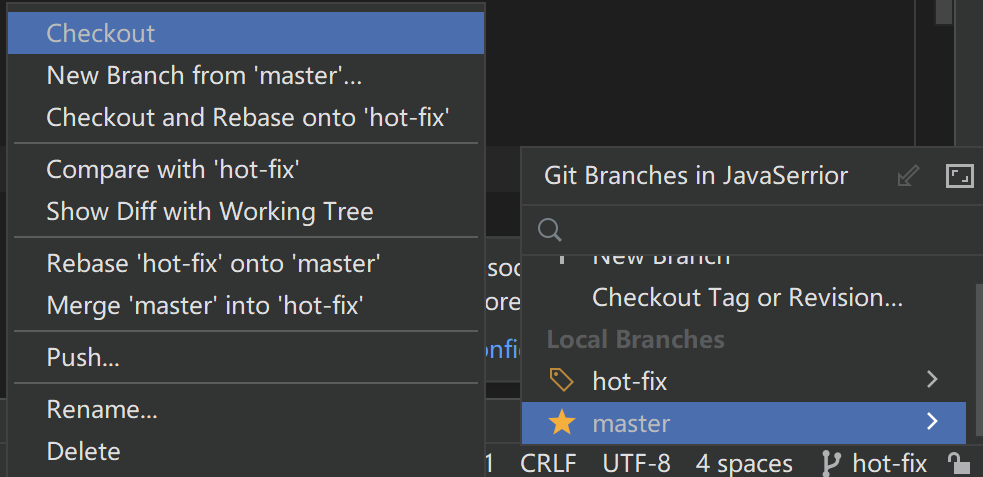 Checkout
New Branch from 'master'...
Checkout and Rebase onto 'hot-fix'
Compare with 'hot-fix'
Show Diff with Working Tree
Rebase 'hot-fix' onto 'master'
Merge 'master' into 'hot-fix'
Push...
Rename...
Delete
Git Branches in JavaSerrior
New Branch
Checkout Tag or Revision...
Local Branches
hot-fix
master
CRLF UTF-8 4 spaces hot-fix